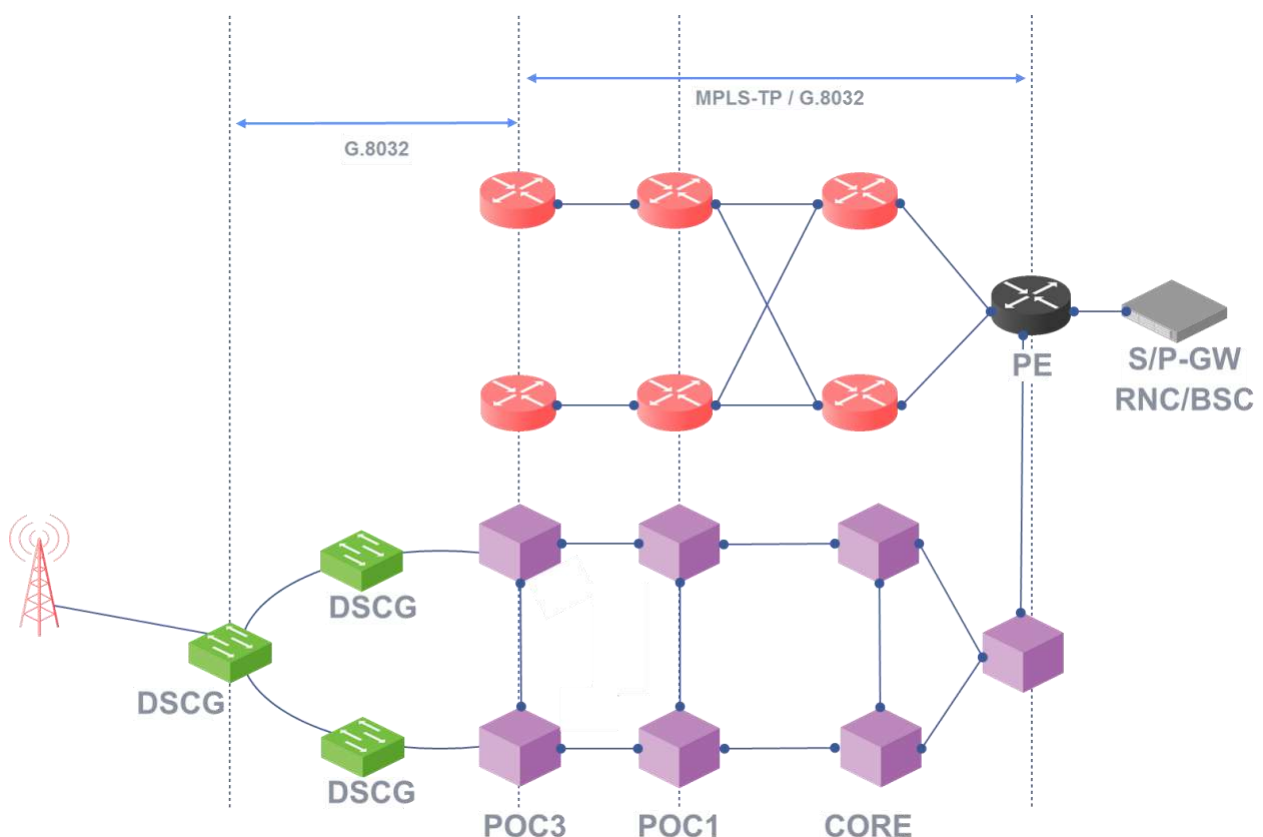 MPLS-TP / G.8032
G.8032
PE
S/P-GW
RNC/BSC
DSCG
DSCG
DSCG
POC3
POC1
CORE